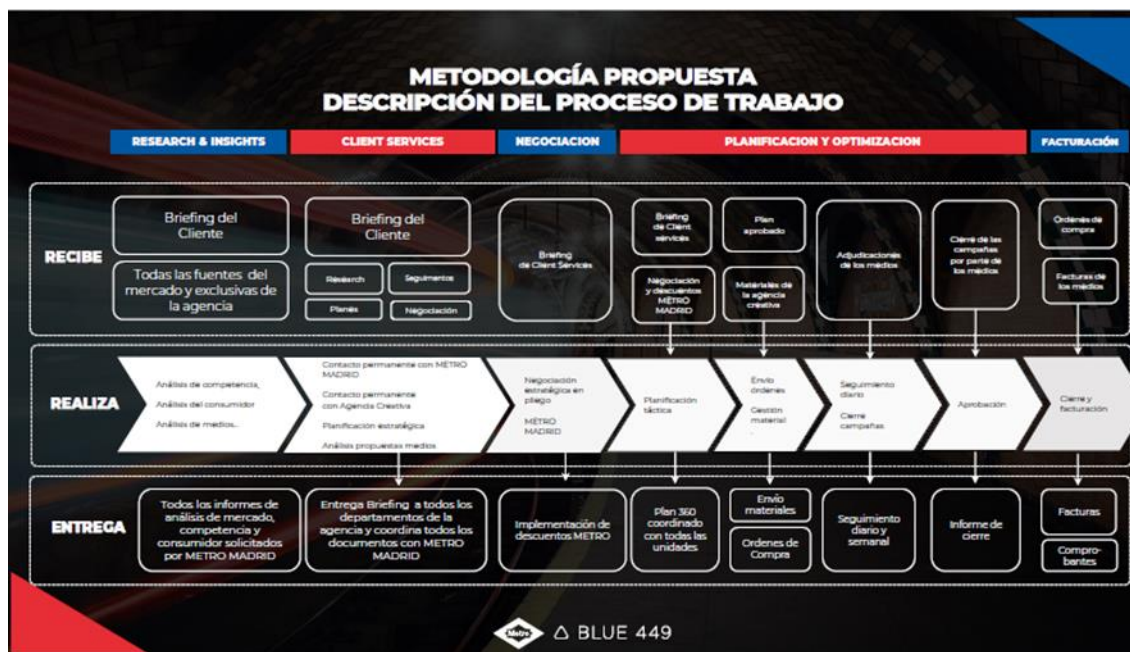 METODOLOGÍA PROPUESTA
DESCRIPCIÓN DEL PROCESO DE TRABAJO
RESEARCH & INSIGHTS
CLIENT SERVICES
NEGOCIACION
PLANIFICACION Y OPTIMIZACION
FACTURACIÓN
RECIBE
Briefing del
Cliente
Todas las fuentes del
mercado y exclusivas de
la agencia
Briefing del
Cliente
Research
Seguimentos
Planes
Negociación
Briefing
de Client Services
Briefing
de Client
services
Negociación
y descuentos
METRO
MADRID
Plan
aprobado
Materiales de
la agencia
creativa
Adjudicaciones
de los medios
Cierre de las
campañas
por parte de
los medios
Ordenes de
compra
Facturas de
los medios
REALIZA
Análisis de competencia,
Análisis del consumidor
Análisis de medios...
Contacto permanente con METRO
MADRID
Contacto permanente
con Agencia Creativa
Planificación estratégica
Análisis propuestas medios
Negociación
estratégica en
pliego
METRO
MADRID
Planificación
táctica
Envío
órdenes
Gestión
material
.
Seguimiento
diario
Cierre
campañas
Aprobación
Cierre y
facturación
ENTREGA
Todos los informes de
análisis de mercado,
competencia y
consumidor solicitados
por METRO MADRID
Entrega Briefing a todos los
departamentos de la
agencia y coordina todos los
documentos con METRO
MADRID
Implementación de
descuentos METRO
Plan 360
coordinado
con todas las
unidades
Envio
materiales
Ordenes de
Compra
Seguimiento
diario y
semanal
Informe de
cierre
Facturas
Compro-
bantes
Metro
BLUE 449